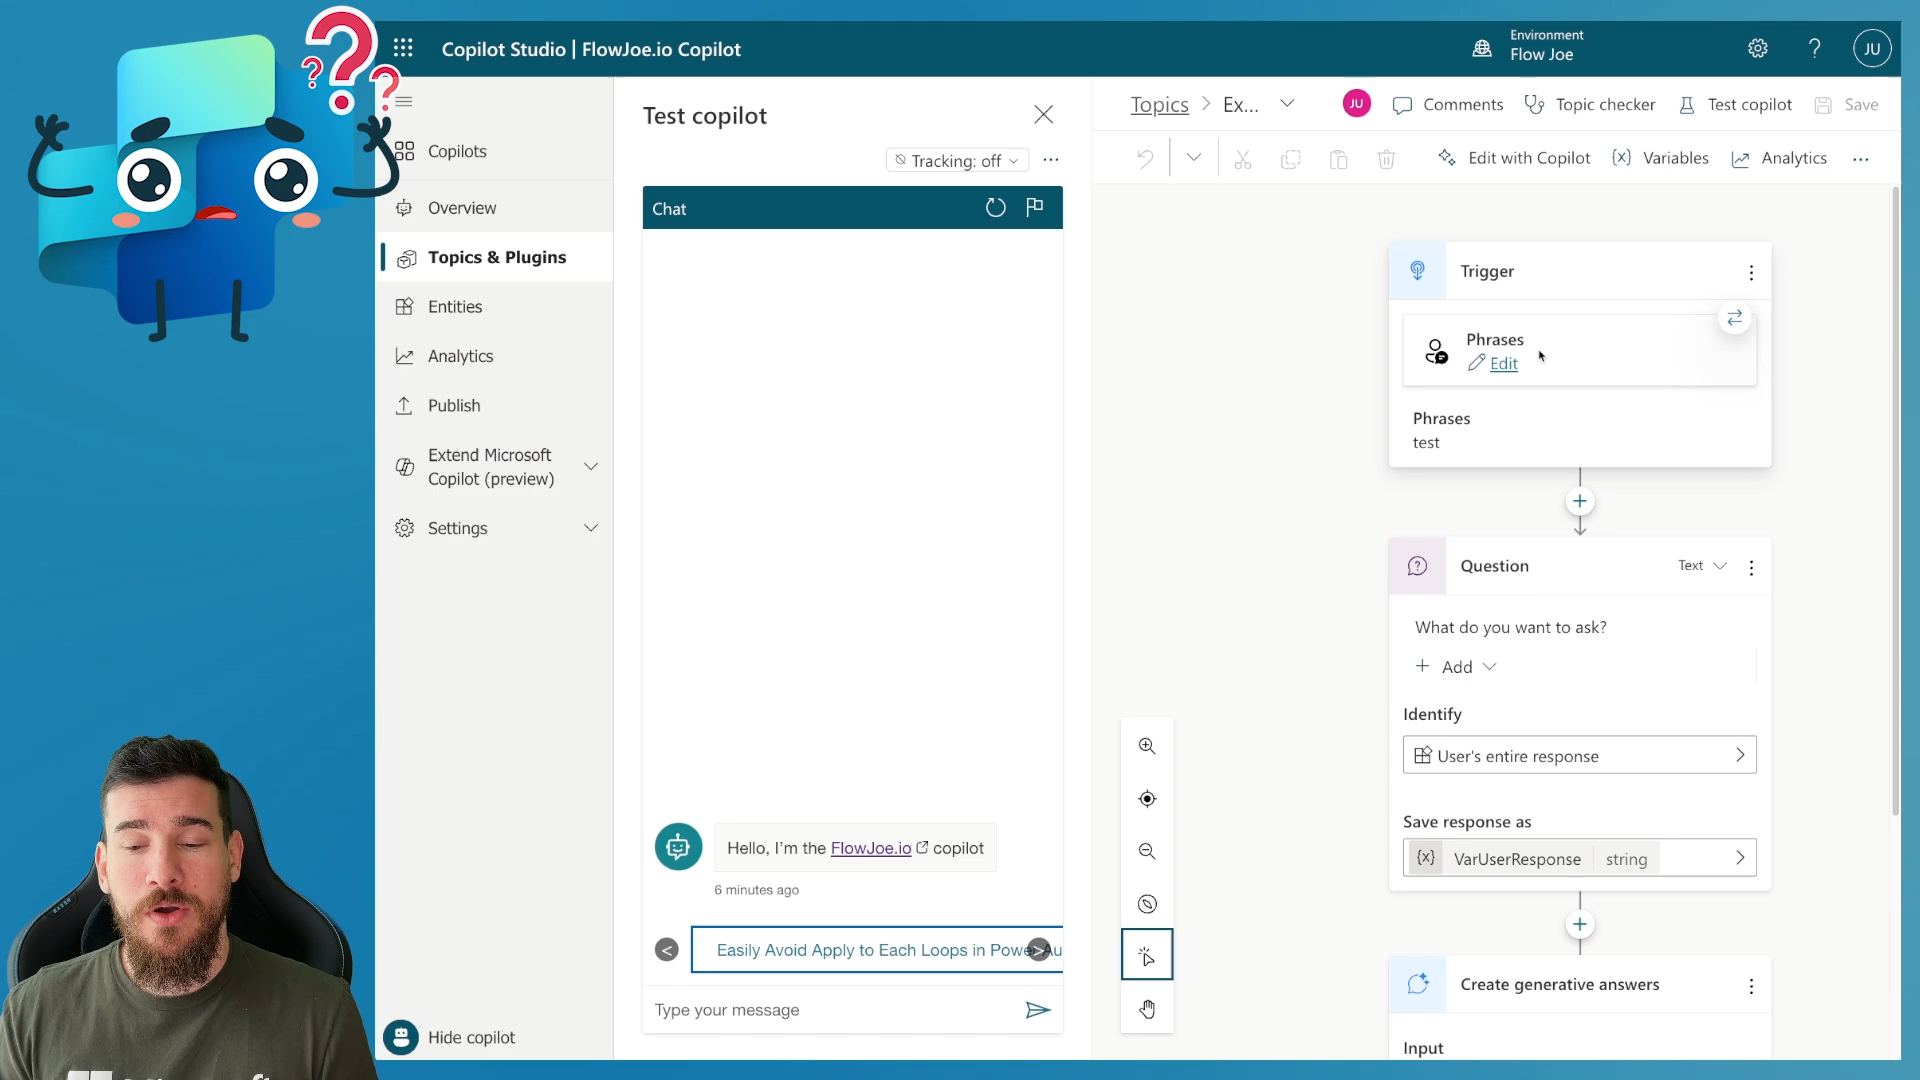 Copilot Studio | FlowJoe.io Copilot
Environment
Flow Joe
JU
Copilots
Overview
Topics & Plugins
Entities
Analytics
Publish
Extend Microsoft
Copilot (preview)
Settings
Hide copilot
Test copilot
Tracking: off
Chat
Hello, I'm the FlowJoe.io copilot
6 minutes ago
Easily Avoid Apply to Each Loops in Power Au
Type your message
Topics > Ex...
JU
Comments
Topic checker
Test copilot
Save
Edit with Copilot
{x} Variables
Analytics
Trigger
Phrases
Edit
Phrases
test
Question
Text
What do you want to ask?
+ Add
Identify
User's entire response
Save response as
{x} VarUserResponse string
Create generative answers
Input